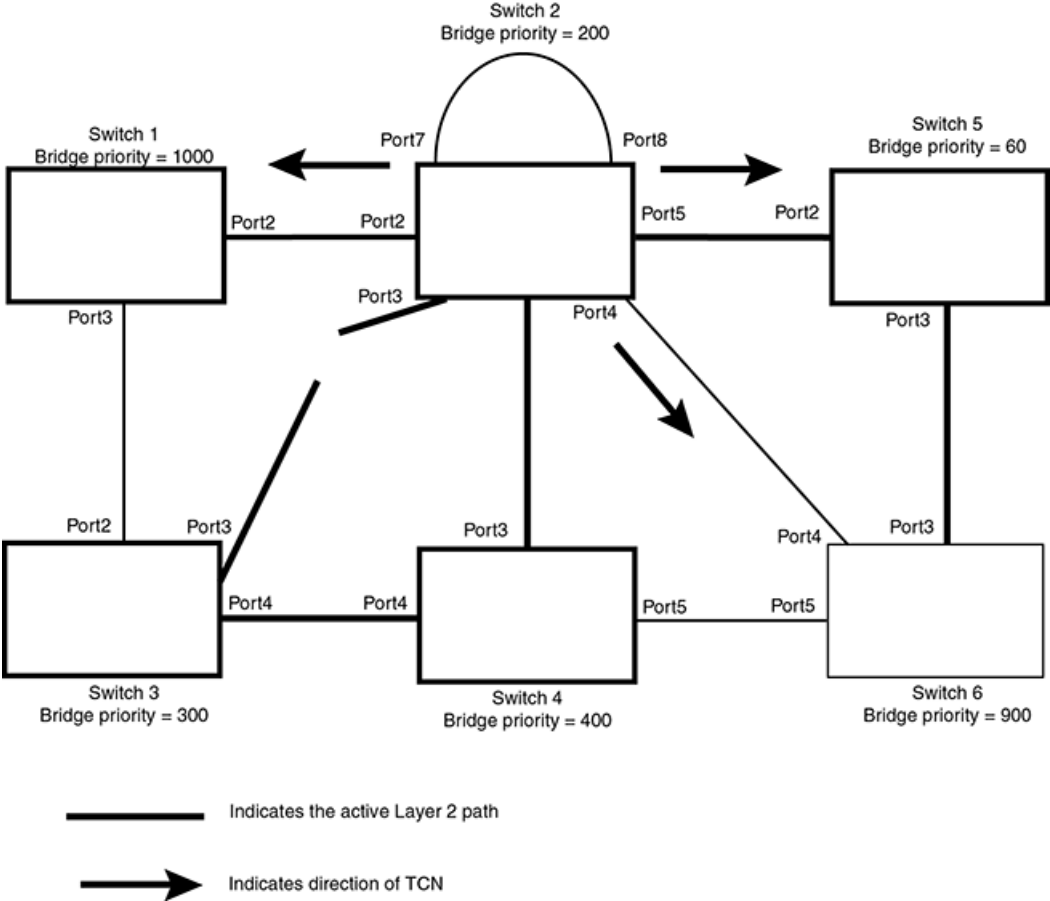 Switch 2
Bridge priority = 200
Switch 1
Bridge priority = 1000
Switch 5
Bridge priority = 60
Port7
Port8
Port2
Port2
Port5
Port2
Port3
Port3
Port4
Port3
Port2
Port3
Port3
Port4
Port3
Port4
Port4
Port5
Port5
Switch 3
Bridge priority = 300
Switch 4
Bridge priority = 400
Switch 6
Bridge priority = 900
Indicates the active Layer 2 path
Indicates direction of TCN